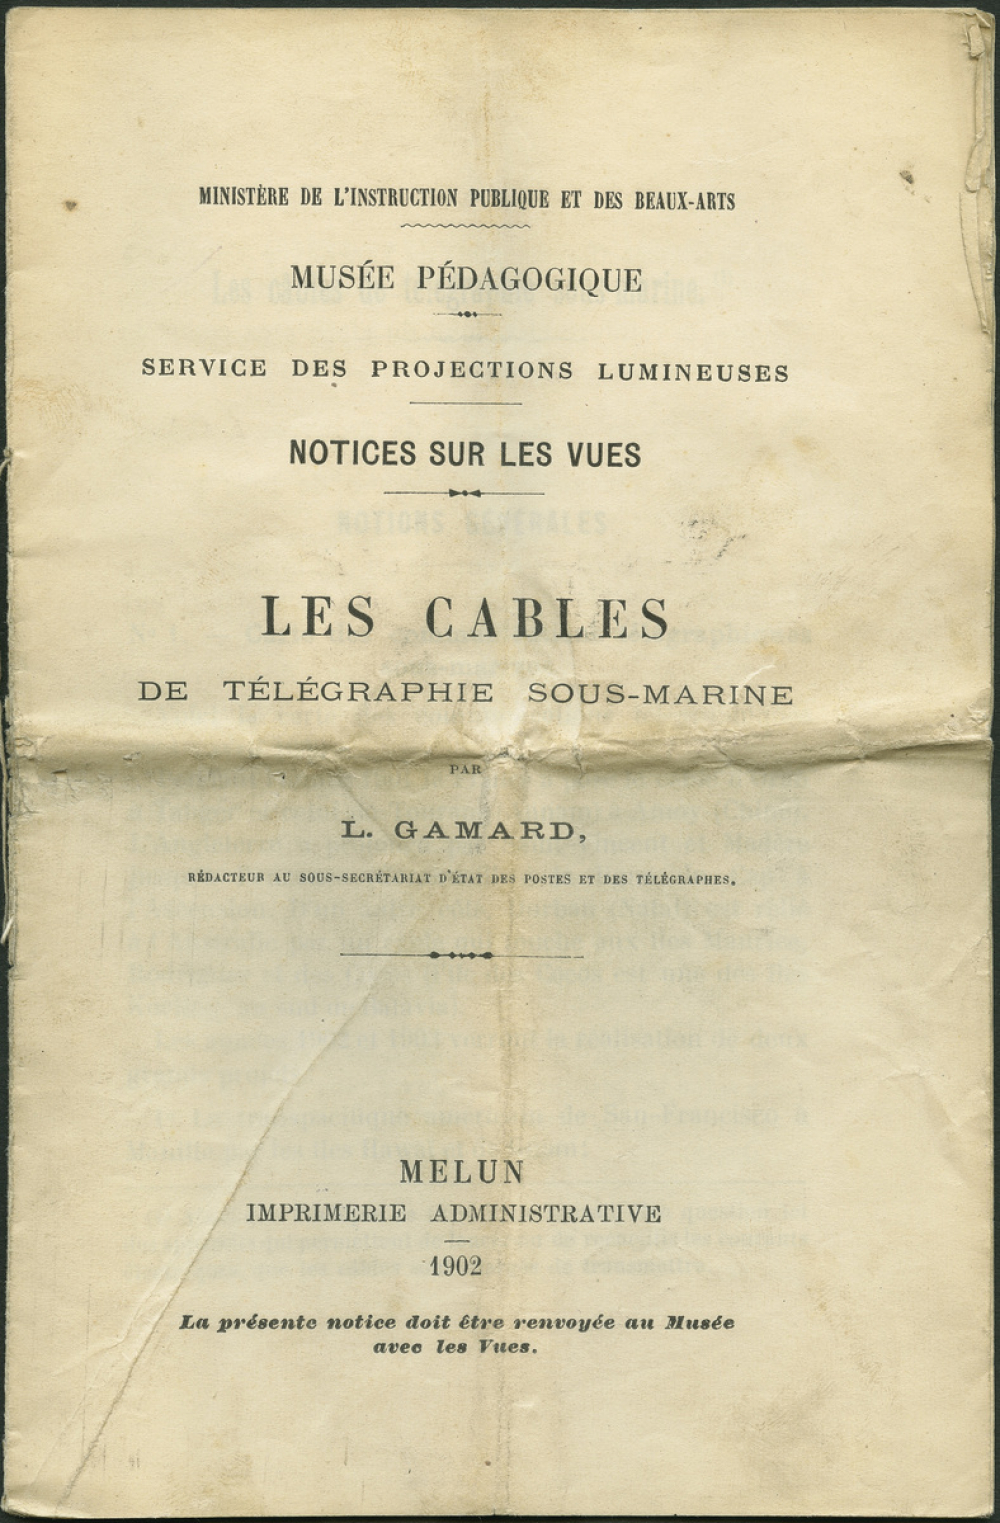 MINISTÈRE DE L'INSTRUCTION PUBLIQUE ET DES BEAUX-ARTS
MUSÉE PÉDAGOGIQUE
SERVICE DES PROJECTIONS LUMINEUSES
NOTICES SUR LES VUES
LES CABLES
DE TÉLÉGRAPHIE SOUS-MARINE
PAR
L. GAMARD,
RÉDACTEUR AU SOUS-SECRÉTARIAT D'ÉTAT DES POSTES ET DES TÉLÉGRAPHES.
MELUN
IMPRIMERIE ADMINISTRATIVE
1902
La présente notice doit être renvoyée au Musée
avec les Vues.